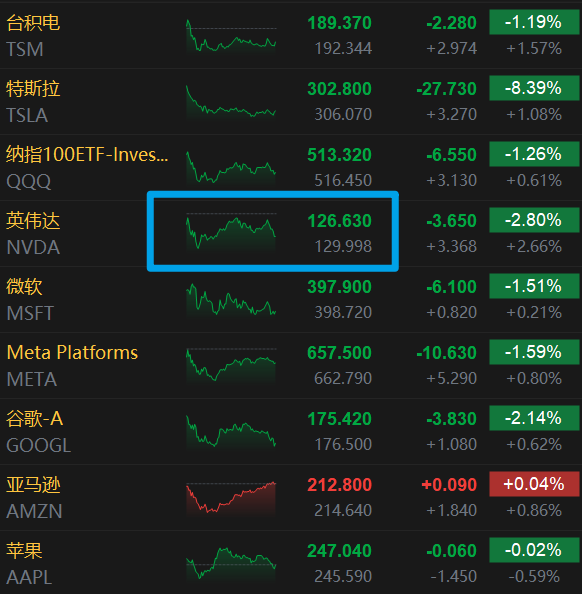 台积电 189.370 -2.280 -1.19%
TSM 192.344 +2.974 +1.57%
特斯拉 302.800 -27.730 -8.39%
TSLA 306.070 +3.270 +1.08%
纳指100ETF-Inves... 513.320 -6.550 -1.26%
QQQ 516.450 +3.130 +0.61%
英伟达 126.630 -3.650 -2.80%
NVDA 129.998 +3.368 +2.66%
微软 397.900 -6.100 -1.51%
MSFT 398.720 +0.820 +0.21%
Meta Platforms 657.500 -10.630 -1.59%
META 662.790 +5.290 +0.80%
谷歌-A 175.420 -3.830 -2.14%
GOOGL 176.500 +1.080 +0.62%
亚马逊 212.800 +0.090 +0.04%
AMZN 214.640 +1.840 +0.86%
苹果 247.040 -0.060 -0.02%
AAPL 245.590 -1.450 -0.59%